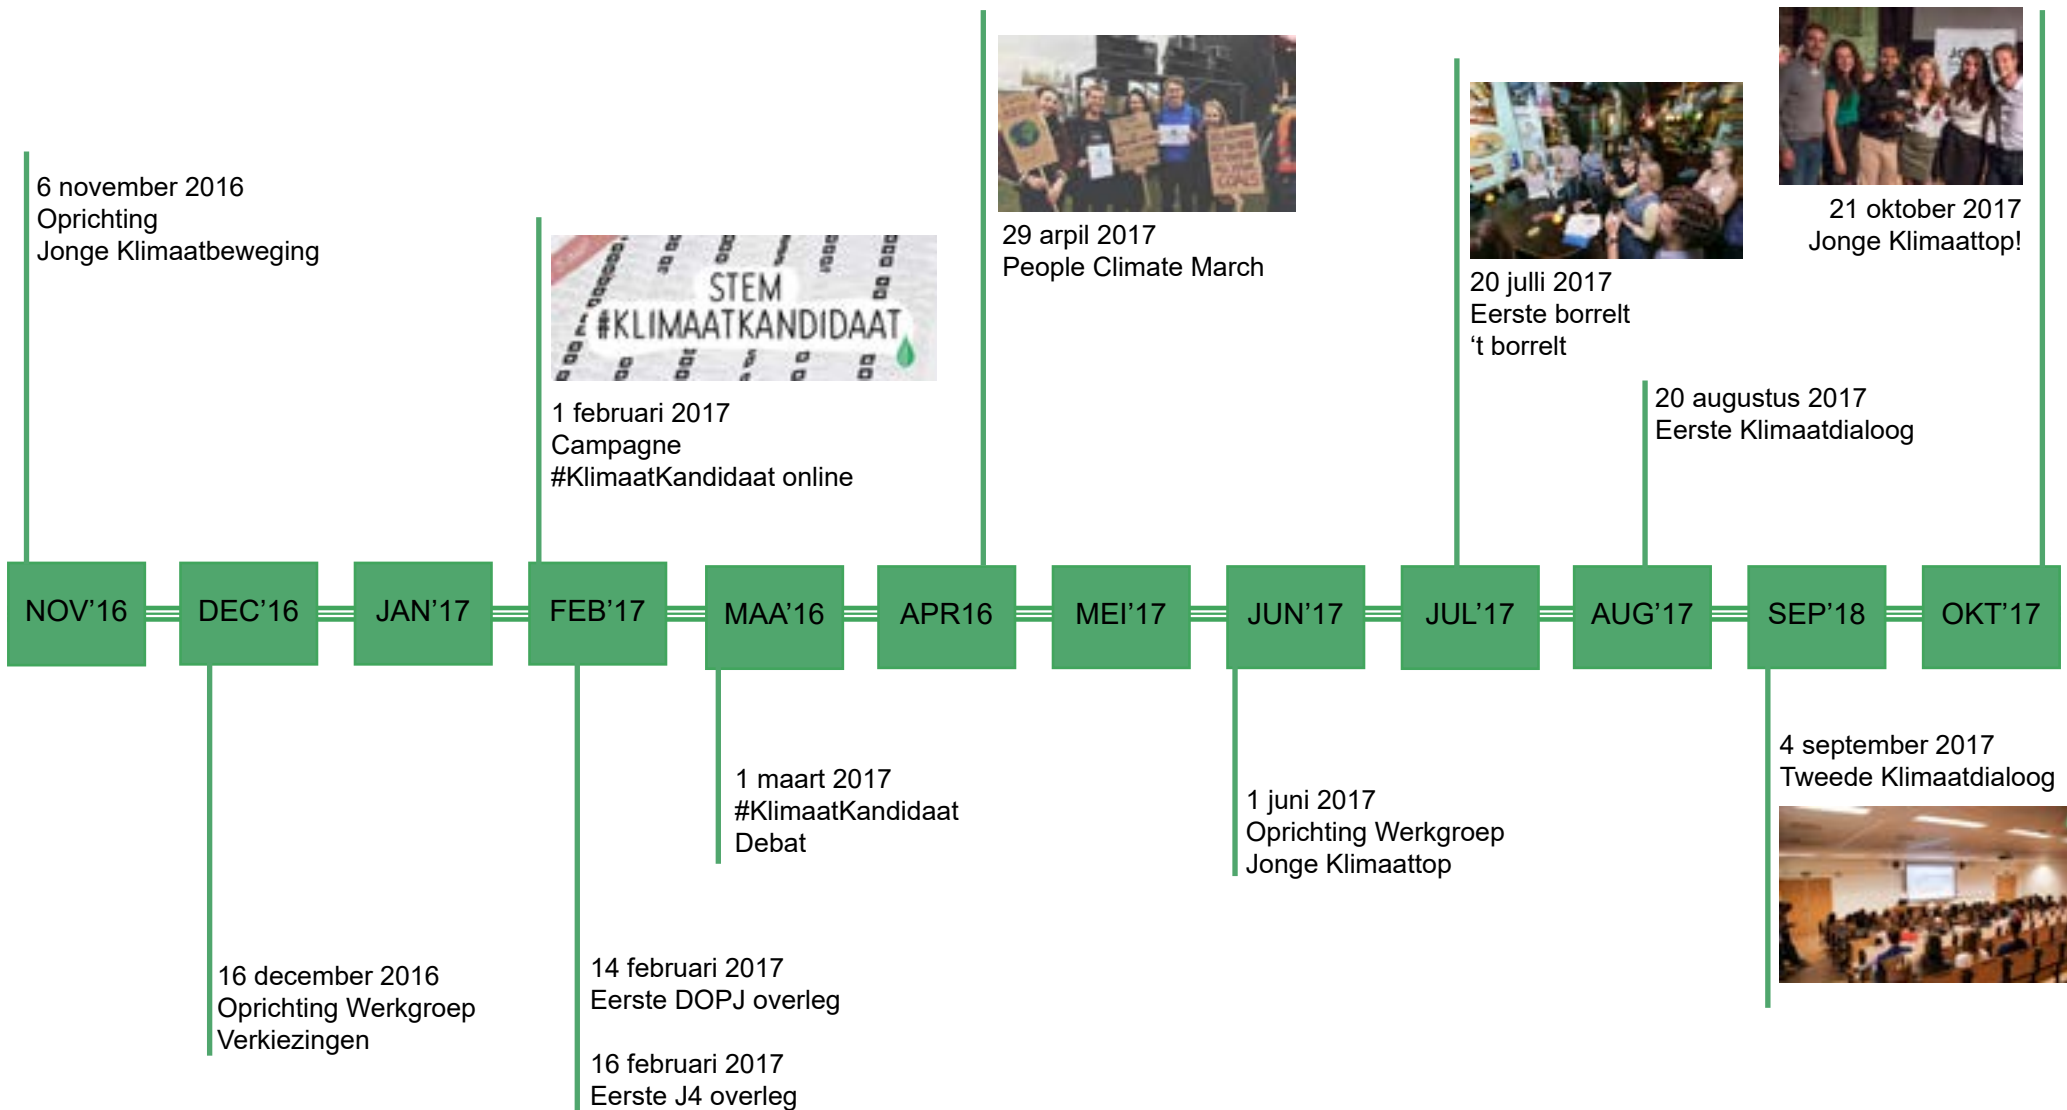 6 november 2016
Oprichting
Jonge Klimaatbeweging
STEM
#KLIMAATKANDIDAAT
1 februari 2017
Campagne
#KlimaatKandidaat online
29 arpil 2017
People Climate March
20 julli 2017
Eerste borrelt
‘t borrelt
20 augustus 2017
Eerste Klimaatdialoog
21 oktober 2017
Jonge Klimaattop!
NOV’16
DEC’16
JAN’17
FEB’17
MAA’16
APR16
MEI’17
JUN’17
JUL’17
AUG’17
SEP’18
OKT’17
16 december 2016
Oprichting Werkgroep
Verkiezingen
14 februari 2017
Eerste DOPJ overleg
16 februari 2017
Eerste J4 overleg
1 maart 2017
#KlimaatKandidaat
Debat
1 juni 2017
Oprichting Werkgroep
Jonge Klimaattop
4 september 2017
Tweede Klimaatdialoog